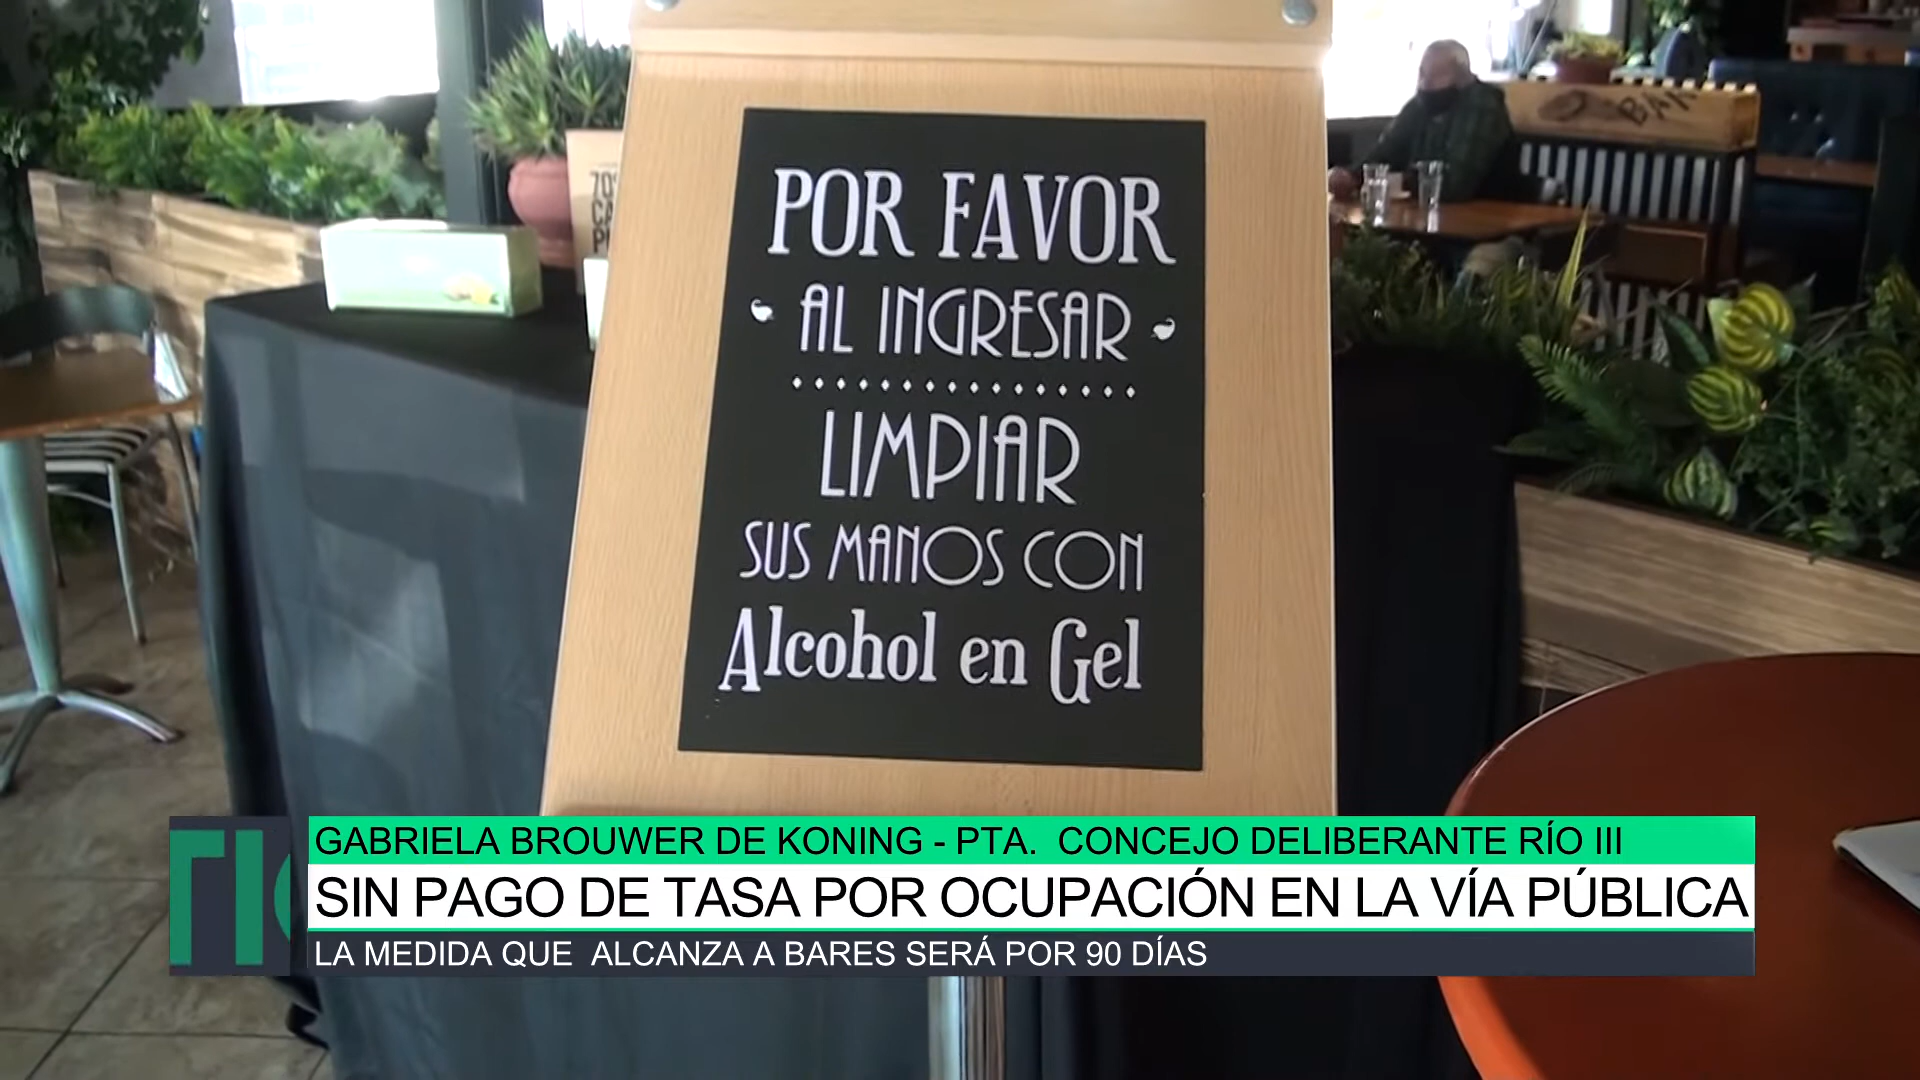 POR FAVOR
AL INGRESAR
LIMPIAR
SUS MANOS CON
Alcohol en Gel
70%
BAR
GABRIELA BROUWER DE KONING - PTA. CONCEJO DELIBERANTE RÍO III
SIN PAGO DE TASA POR OCUPACIÓN EN LA VÍA PÚBLICA
LA MEDIDA QUE ALCANZA A BARES SERÁ POR 90 DÍAS